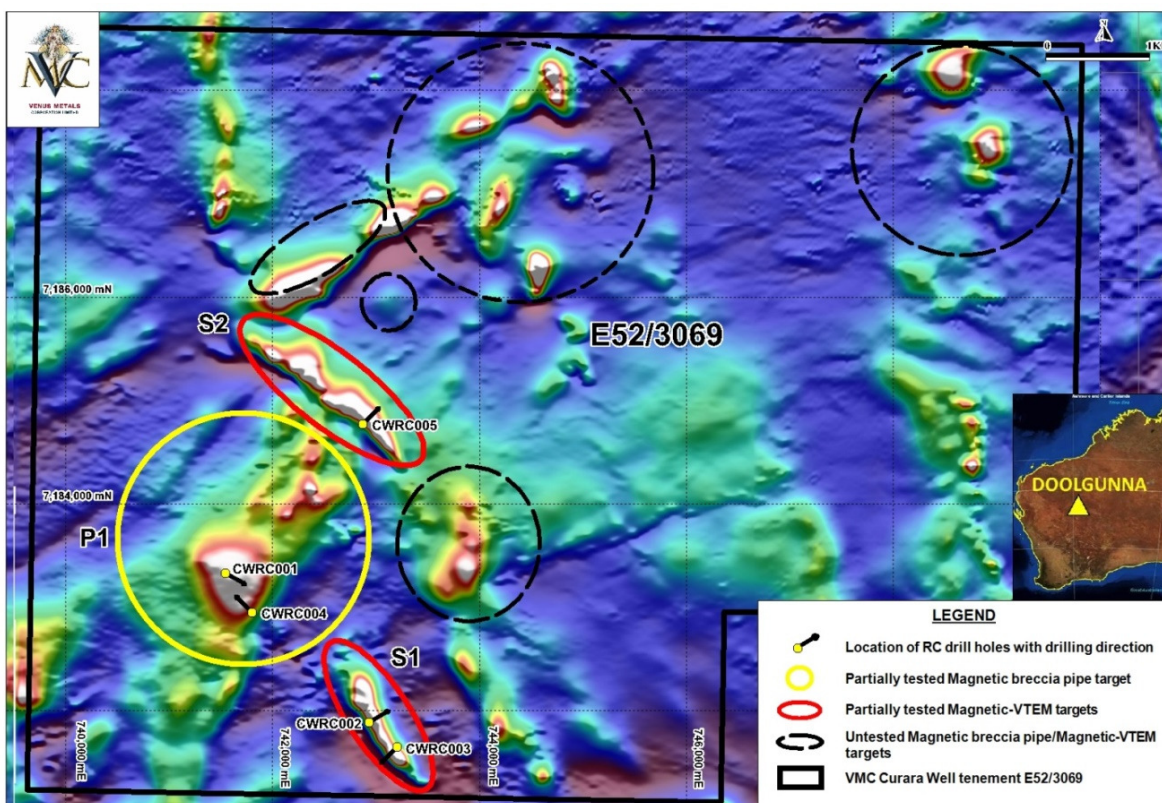 VMC
VENUS METALS
CORPORATION LIMITED
N
0
1K
7,186,000 mN
S2
E52/3069
CWRC005
7,184,000 mN
P1
CWRC001
CWRC004
DOOLGUNNA
S1
CWRC002
CWRC003
740,000 mE
742,000 mE
744,000 mE
746,000 mE
LEGEND
Location of RC drill holes with drilling direction
Partially tested Magnetic breccia pipe target
Partially tested Magnetic-VTEM targets
Untested Magnetic breccia pipe/Magnetic-VTEM
targets
VMC Curara Well tenement E52/3069